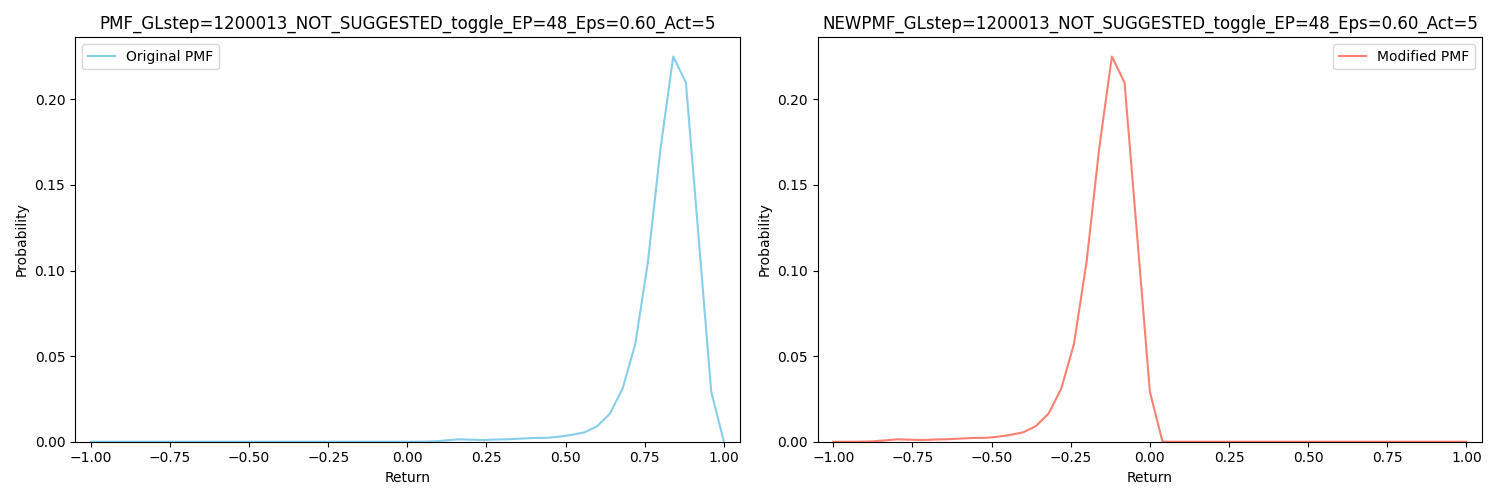 PMF_GLstep=1200013_NOT_SUGGESTED_toggle_EP=48_Eps=0.60_Act=5
Original PMF
Probability
0.20
0.15
0.10
0.05
0.00
−1.00 −0.75 −0.50 −0.25 0.00 0.25 0.50 0.75 1.00
Return
NEWPMF_GLstep=1200013_NOT_SUGGESTED_toggle_EP=48_Eps=0.60_Act=5
Modified PMF
Probability
0.20
0.15
0.10
0.05
0.00
−1.00 −0.75 −0.50 −0.25 0.00 0.25 0.50 0.75 1.00
Return